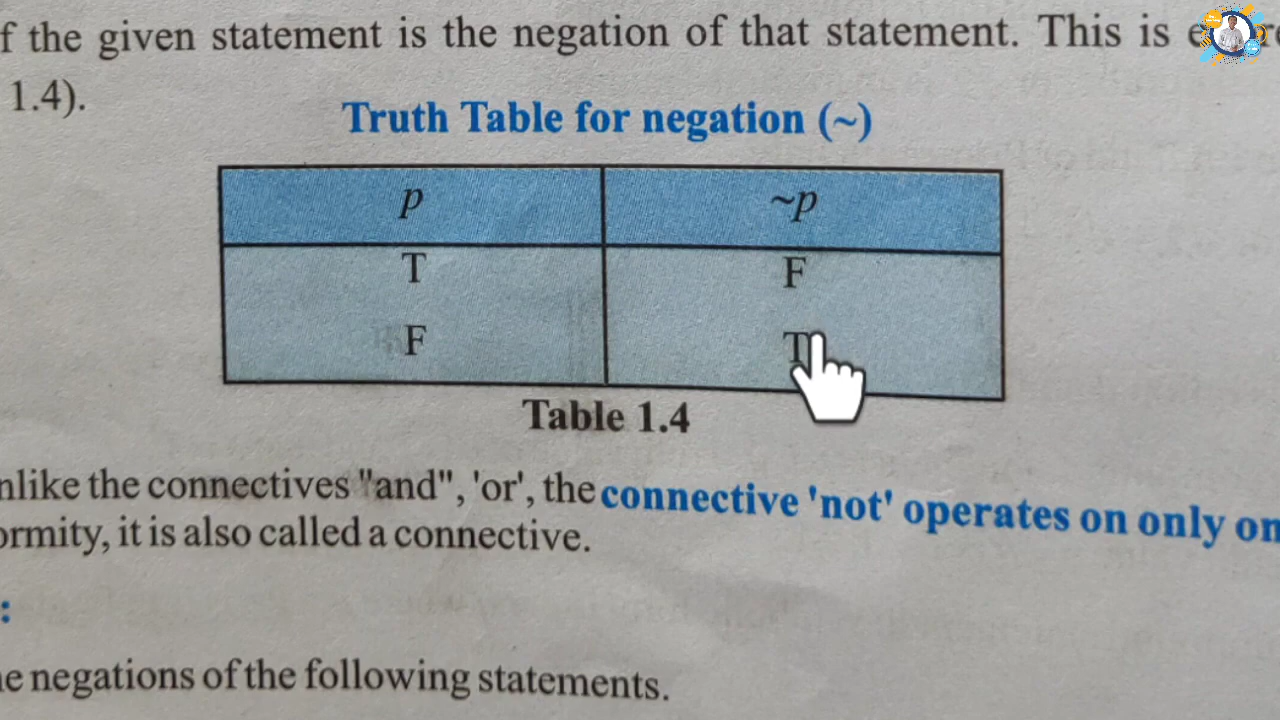 f the given statement is the negation of that statement. This is
1.4).
Truth Table for negation (~)
p ~p
T F
F T
Table 1.4
nlike the connectives "and", 'or', the connective 'not' operates on only on
ormity, it is also called a connective.
:
e negations of the following statements.